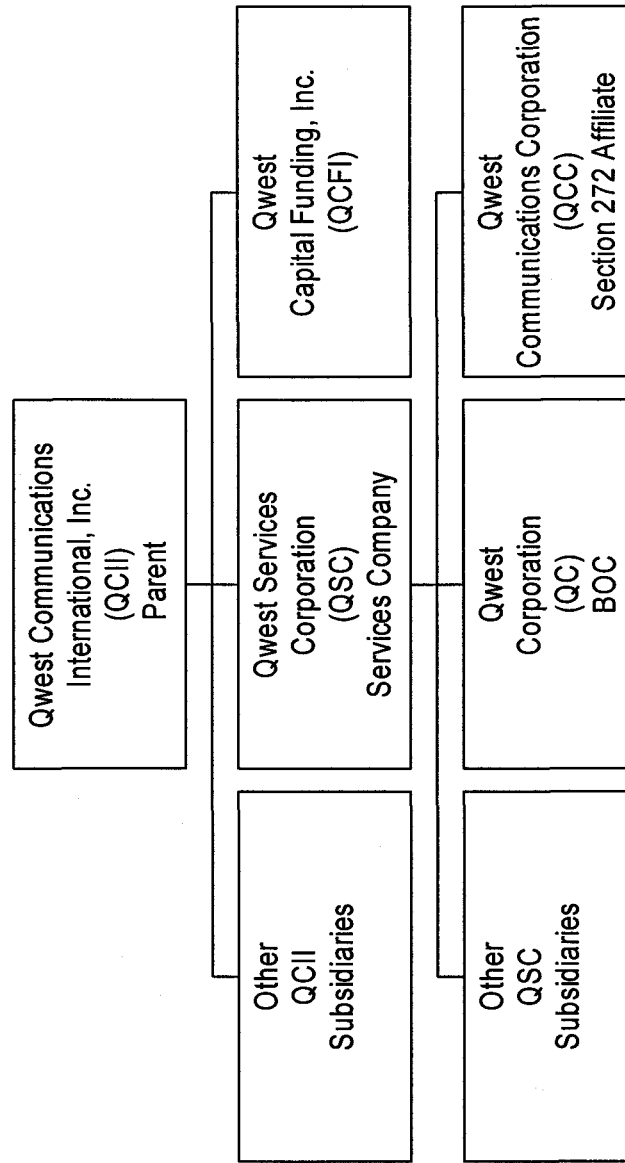 Qwest Communications
International, Inc.
(QCII)
Parent
Other
QCII
Subsidiaries
Qwest Services
Corporation
(QSC)
Services Company
Qwest
Capital Funding, Inc.
(QCFI)
Other
QSC
Subsidiaries
Qwest
Corporation
(QC)
BOC
Qwest
Communications Corporation
(QCC)
Section 272 Affiliate